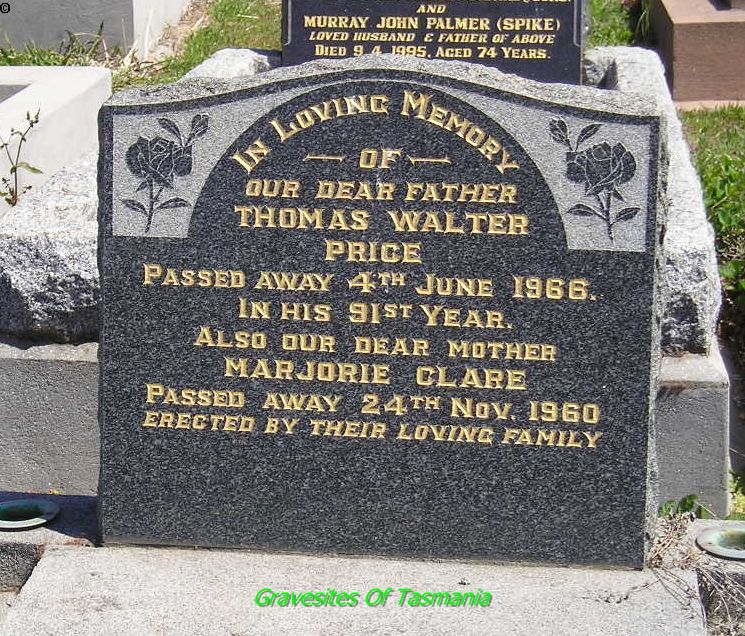 ©
AND
MURRAY JOHN PALMER (SPIKE)
LOVED HUSBAND & FATHER OF ABOVE
DIED 9.4.1995, AGED 74 YEARS.
IN LOVING MEMORY
— OF —
OUR DEAR FATHER
THOMAS WALTER
PRICE
PASSED AWAY 4TH JUNE 1966.
IN HIS 91ST YEAR.
ALSO OUR DEAR MOTHER
MARJORIE CLARE
PASSED AWAY 24TH NOV. 1960
ERECTED BY THEIR LOVING FAMILY
Gravesites Of Tasmania